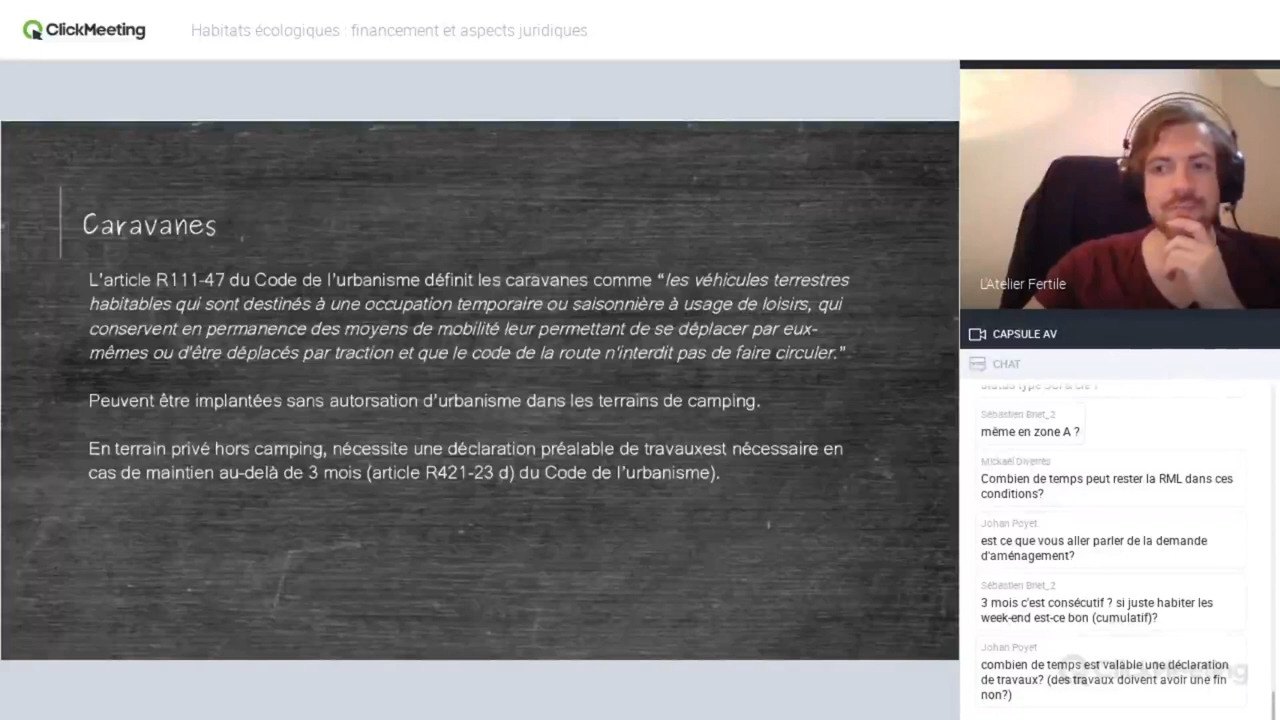 ClickMeeting
Habitats écologiques : financement et aspects juridiques
Caravanes
L'article R111-47 du Code de l'urbanisme définit les caravanes comme “les véhicules terrestres
habitables qui sont destinés à une occupation temporaire ou saisonnière à usage de loisirs, qui
conservent en permanence des moyens de mobilité leur permettant de se déplacer par eux-
mêmes ou d'être déplacés par traction et que le code de la route n'interdit pas de faire circuler.”
Peuvent être implantées sans autorsation d'urbanisme dans les terrains de camping.
En terrain privé hors camping, nécessite une déclaration préalable de travauxest nécessaire en
cas de maintien au-delà de 3 mois (article R421-23 d) du Code de l'urbanisme).
L'Atelier Fertile
CAPSULE AV
CHAT
Sébastien Briet_2
même en zone A ?
Mickaël Diverrès
Combien de temps peut rester la RML dans ces
conditions?
Johan Poyet
est ce que vous aller parler de la demande
d'aménagement?
Sébastien Briet_2
3 mois c'est consécutif ? si juste habiter les
week-end est-ce bon (cumulatif)?
Johan Poyet
combien de temps est valable une déclaration
de travaux? (des travaux doivent avoir une fin
non?)
ClickMeeting